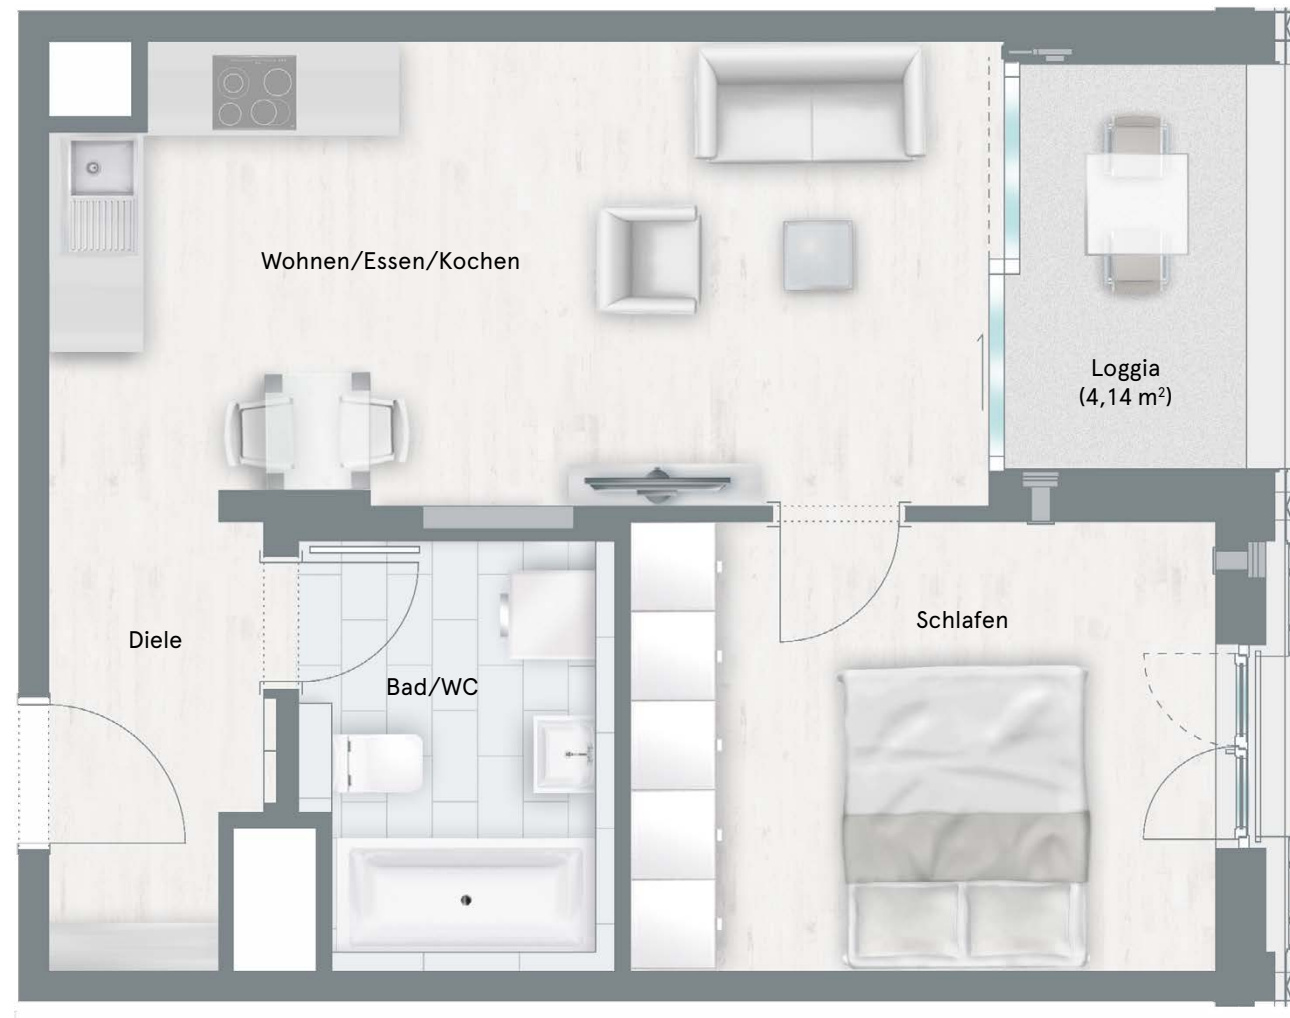 Wohnen/Essen/Kochen
Loggia
(4,14 m²)
Diele
Bad/WC
Schlafen